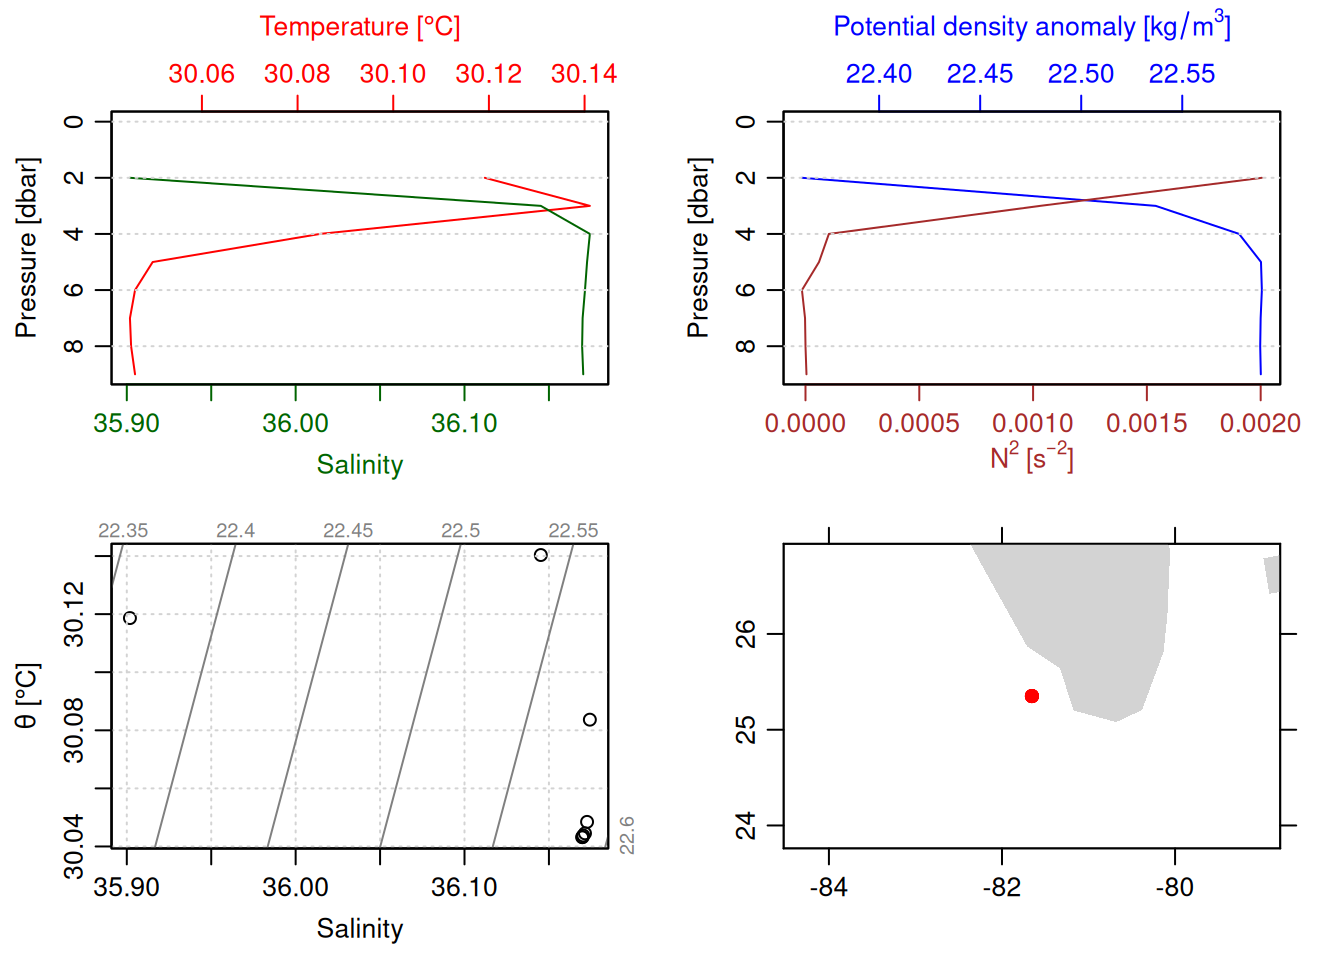 Temperature [°C]
30.06 30.08 30.10 30.12 30.14
Pressure [dbar]
0
2
4
6
8
35.90 36.00 36.10
Salinity
Potential density anomaly [kg/m³]
22.40 22.45 22.50 22.55
Pressure [dbar]
0
2
4
6
8
0.0000 0.0005 0.0010 0.0015 0.0020
N² [s⁻²]
22.35 22.4 22.45 22.5 22.55
θ [°C]
30.12
30.08
30.04
22.6
35.90 36.00 36.10
Salinity
26
25
24
-84 -82 -80